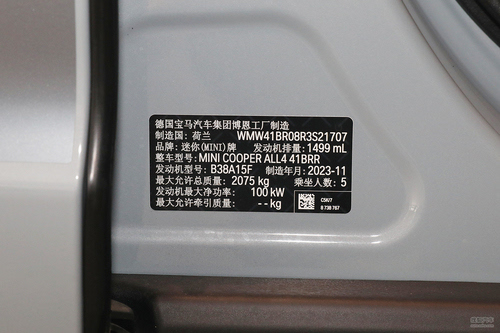 德国宝马汽车集团博恩工厂制造
制造国：荷兰 WMW41BR08R3S21707
品牌：迷你(MINI)牌 发动机排量：1499 mL
整车型号：MINI COOPER ALL4 41BRR
发动机型号：B38A15F 制造年月：2023-11
最大允许总质量：2075 kg 乘坐人数：5
发动机最大净功率：100 kW
最大允许牵引质量：-- kg
C5U7
8 738 767